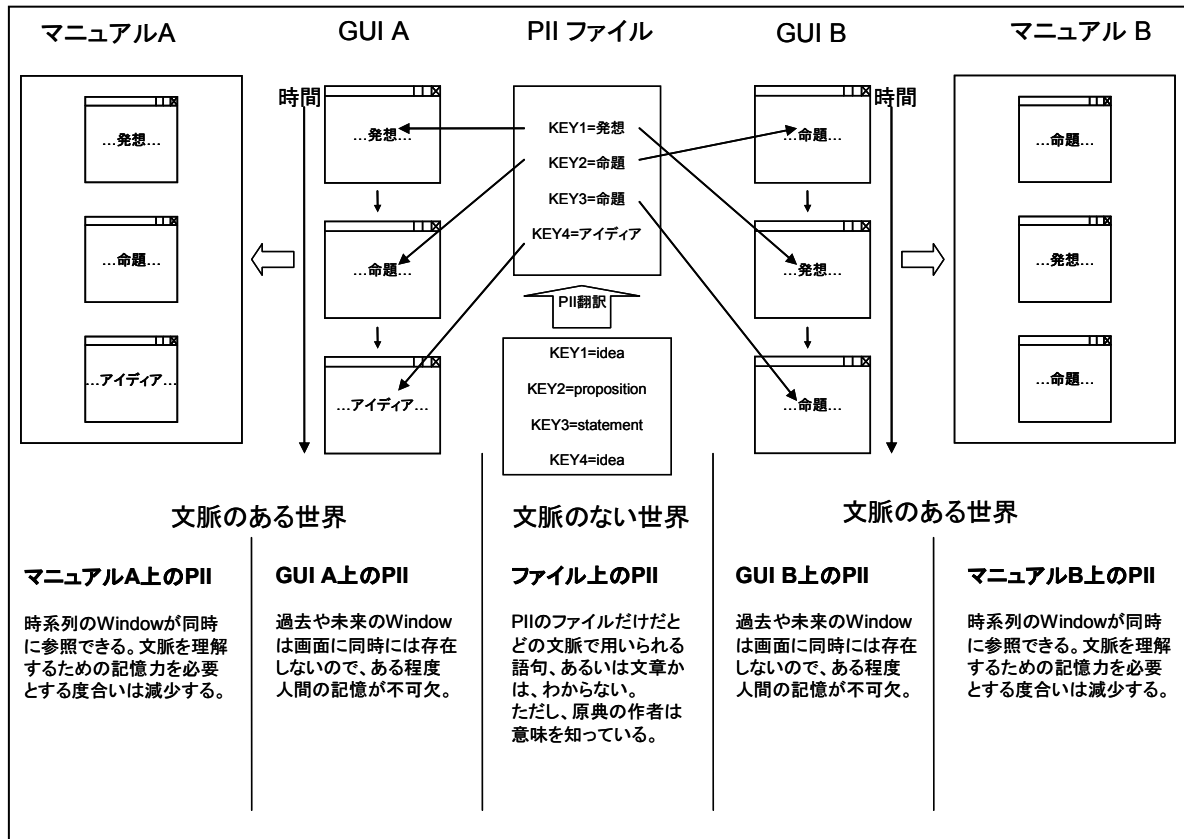 マニュアルA
GUI A
PII ファイル
GUI B
マニュアル B
…発想…
…命題…
…アイディア…
時間
…発想…
…命題…
…アイディア…
KEY1=発想
KEY2=命題
KEY3=命題
KEY4=アイディア
PII翻訳
KEY1=idea
KEY2=proposition
KEY3=statement
KEY4=idea
時間
…命題…
…発想…
…命題…
…命題…
…発想…
…命題…
文脈のある世界
文脈のない世界
文脈のある世界
マニュアルA上のPII
時系列のWindowが同時
に参照できる。文脈を理解
するための記憶力を必要
とする度合いは減少する。
GUI A上のPII
過去や未来のWindow
は画面に同時には存在
しないので、ある程度
人間の記憶が不可欠。
ファイル上のPII
PIIのファイルだけだと
どの文脈で用いられる
語句、あるいは文章か
は、わからない。
ただし、原典の作者は
意味を知っている。
GUI B上のPII
過去や未来のWindow
は画面に同時には存在
しないので、ある程度
人間の記憶が不可欠。
マニュアルB上のPII
時系列のWindowが同時
に参照できる。文脈を理解
するための記憶力を必要
とする度合いは減少する。